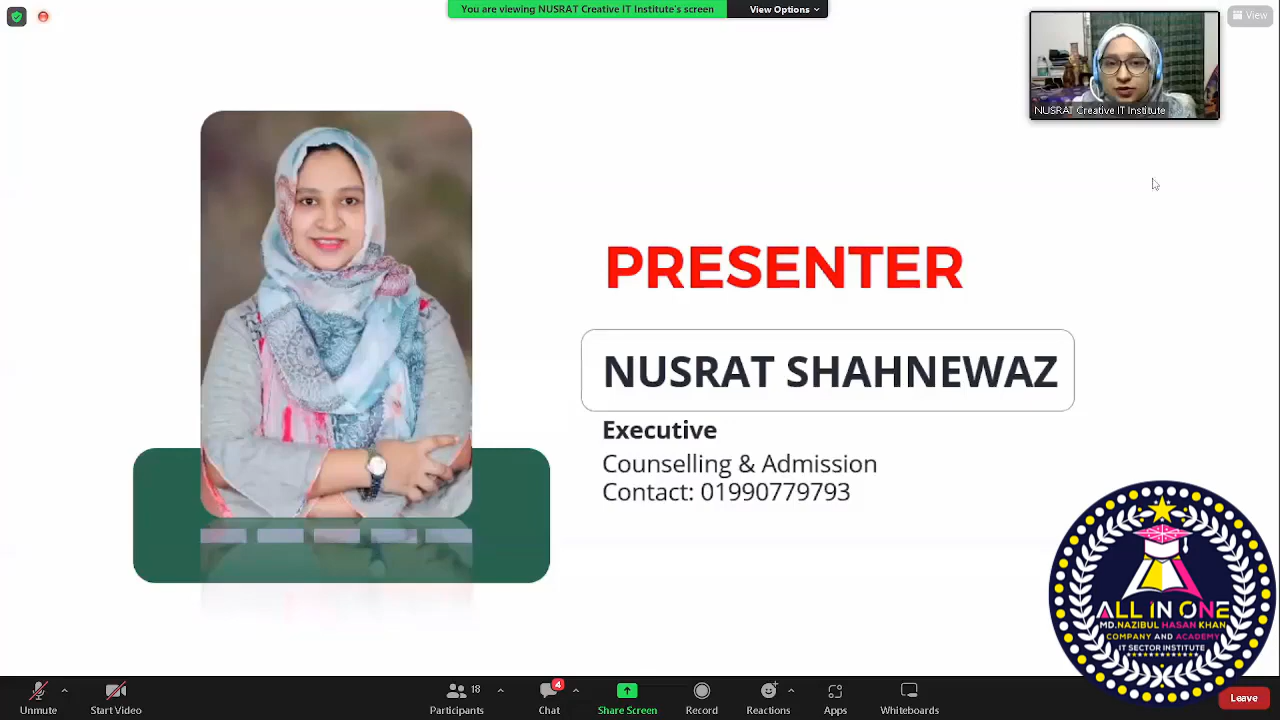 You are viewing NUSRAT Creative IT Institute's screen
View Options
View
NUSRAT Creative IT Institute
PRESENTER
NUSRAT SHAHNEWAZ
Executive
Counselling & Admission
Contact: 01990779793
ALL IN ONE
MD.NAZIBUL HASAN KHAN
COMPANY AND ACADEMY
IT SECTOR INSTITUTE
Unmute
Start Video
18
Participants
4
Chat
Share Screen
Record
Reactions
Apps
Whiteboards
Leave